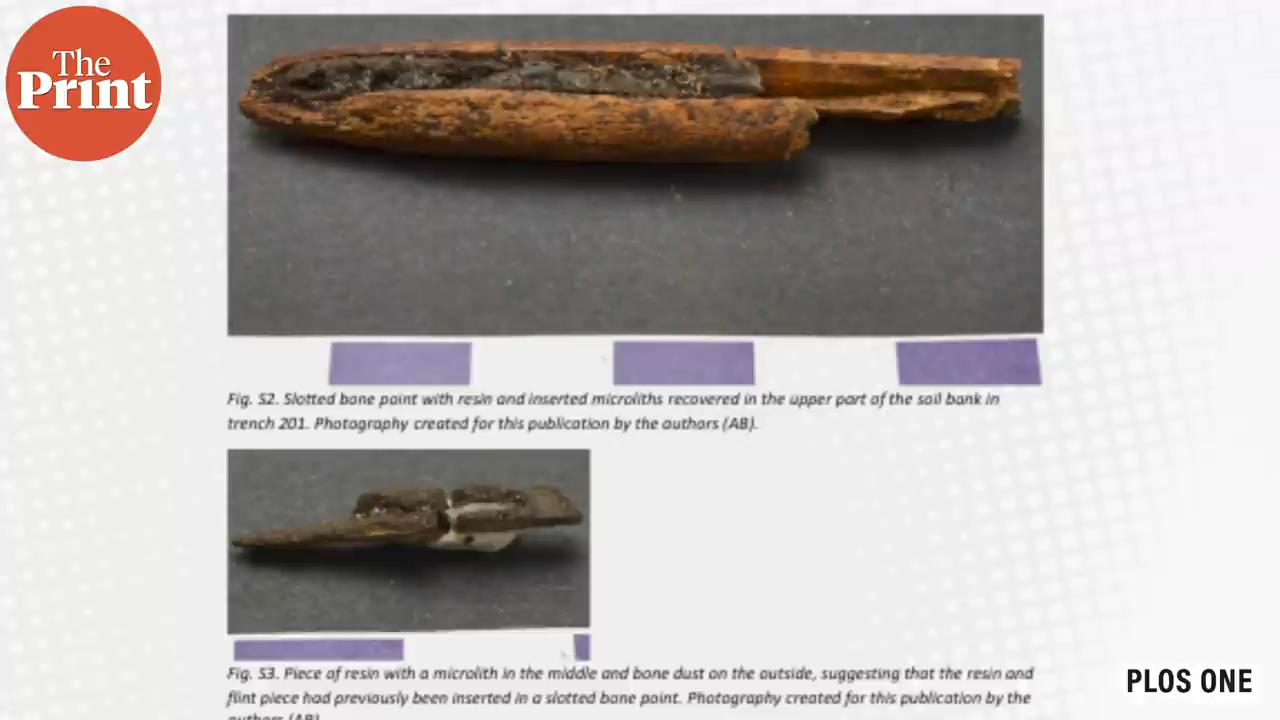 The
Print
Fig. S2. Slotted bone point with resin and inserted microliths recovered in the upper part of the soil bank in
trench 201. Photography created for this publication by the authors (AB).
Fig. S3. Piece of resin with a microlith in the middle and bone dust on the outside, suggesting that the resin and
flint piece had previously been inserted in a slotted bone point. Photography created for this publication by the
authors (AB)
PLOS ONE